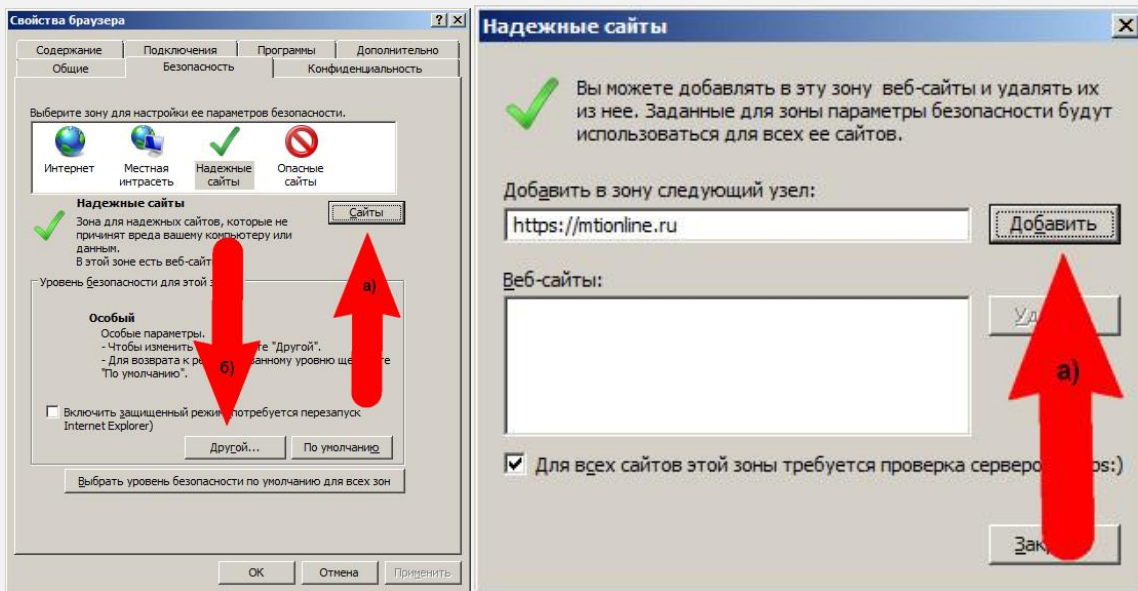 Свойства браузера
Содержание Подключения Программы Дополнительно
Общие Безопасность Конфиденциальность
Выберите зону для настройки ее параметров безопасности.
Интернет Местная интрасеть Надежные сайты Опасные сайты
Надежные сайты
Сайты
Зона для надежных сайтов, которые не
причинят вреда вашему компьютеру или
данным.
В этой зоне есть
а)
Уровень безопасности для этой
Особый
Особые параметры.
- Чтобы изменить "Другой".
- Для возврата к уровню
"По умолчанию".
б)
Включить защищенный режим потребуется перезапуск
Internet Explorer)
Другой... По умолчанию
Выбрать уровень безопасности по умолчанию для всех зон
OK Отмена Применить
Надежные сайты
Вы можете добавлять в эту зону веб-сайты и удалять их
из нее. Заданные для зоны параметры безопасности будут
использоваться для всех ее сайтов.
Добавить в зону следующий узел:
https://mtionline.ru Добавить
Веб-сайты:
а)
Для всех сайтов этой зоны требуется проверка